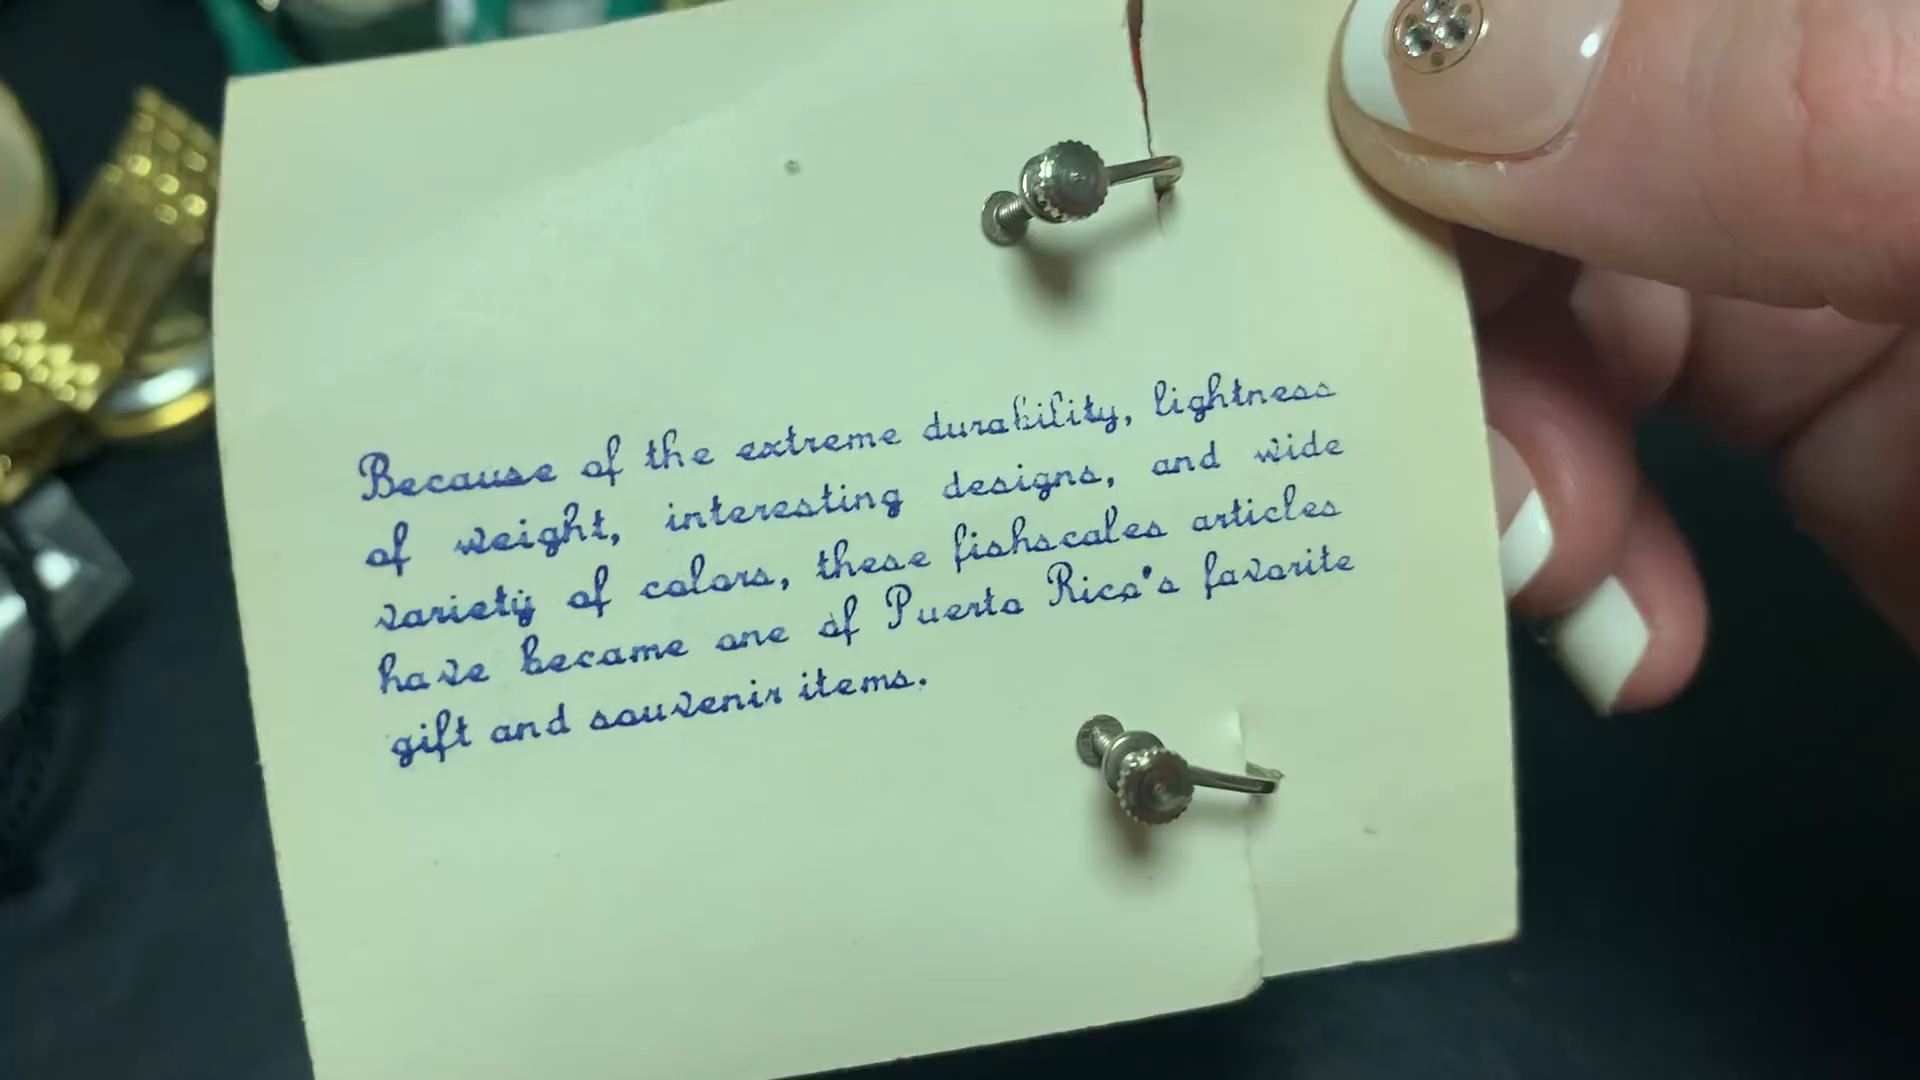 Because of the extreme durability, lightness
of weight, interesting designs, and wide
variety of colors, these fishscales articles
have became one of Puerto Rico's favorite
gift and souvenir items.